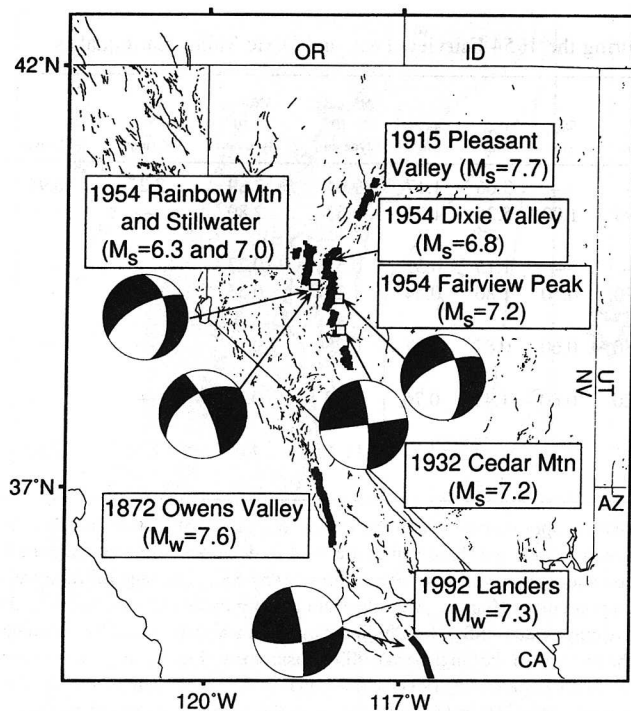 OR
ID
42°N
1915 Pleasant
Valley (Ms=7.7)
1954 Rainbow Mtn
and Stillwater
(Ms=6.3 and 7.0)
1954 Dixie Valley
(Ms=6.8)
1954 Fairview Peak
(Ms=7.2)
UT
NV
1932 Cedar Mtn
(Ms=7.2)
37°N
AZ
1872 Owens Valley
(Mw=7.6)
1992 Landers
(Mw=7.3)
CA
120°W
117°W